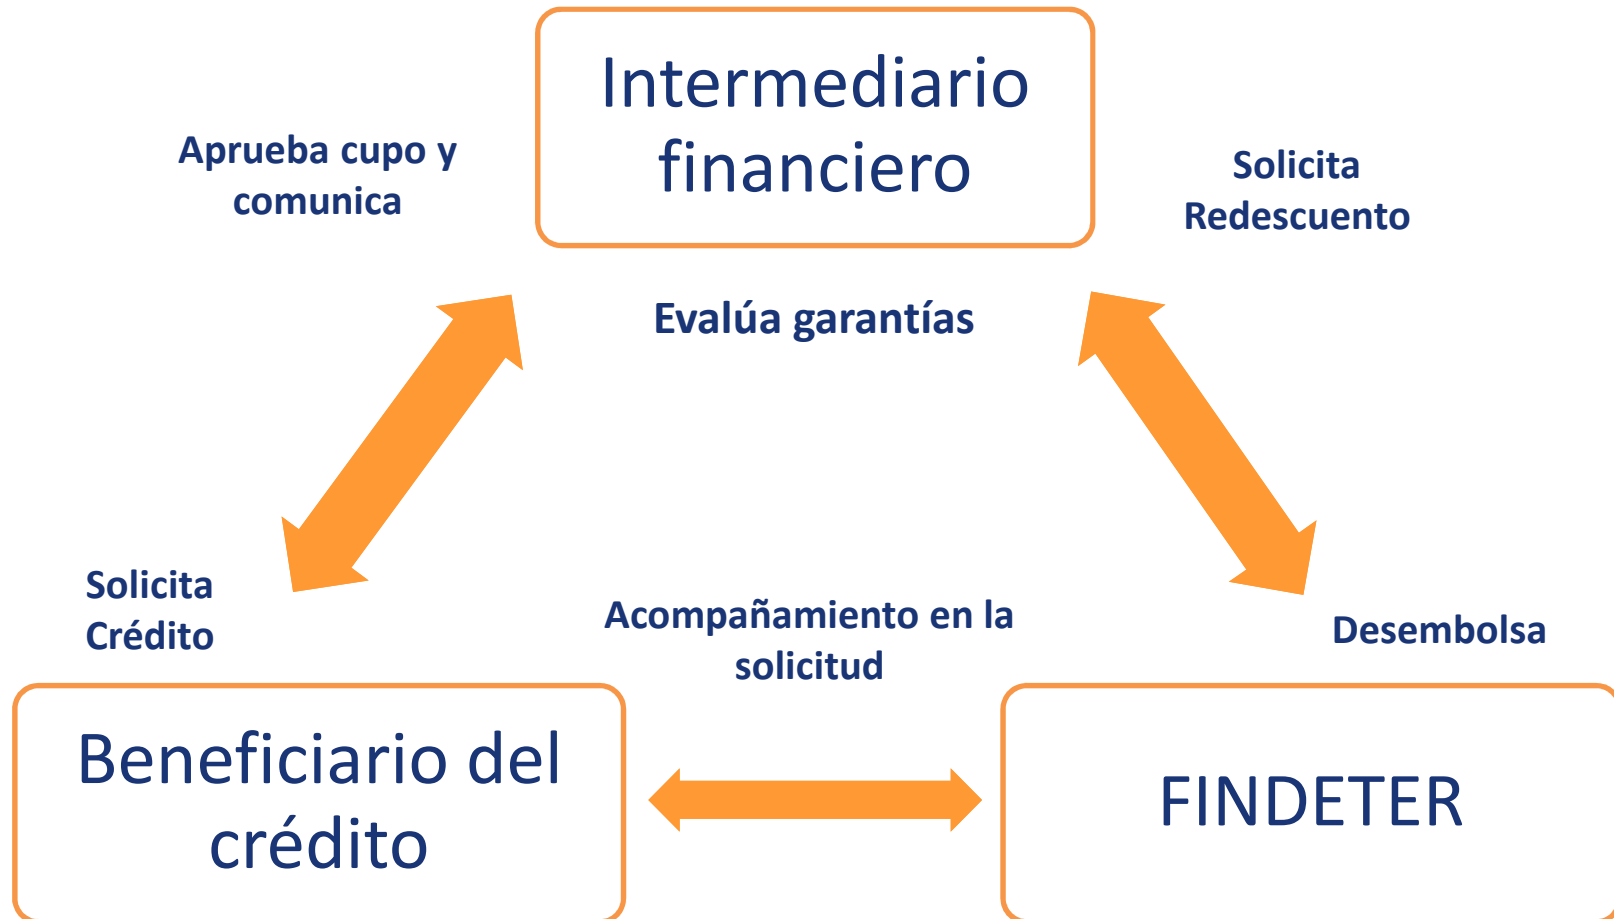 Intermediario
financiero
Aprueba cupo y
comunica
Solicita
Redescuento
Evalúa garantías
Solicita
Crédito
Acompañamiento en la
solicitud
Desembolsa
Beneficiario del
crédito
FINDETER